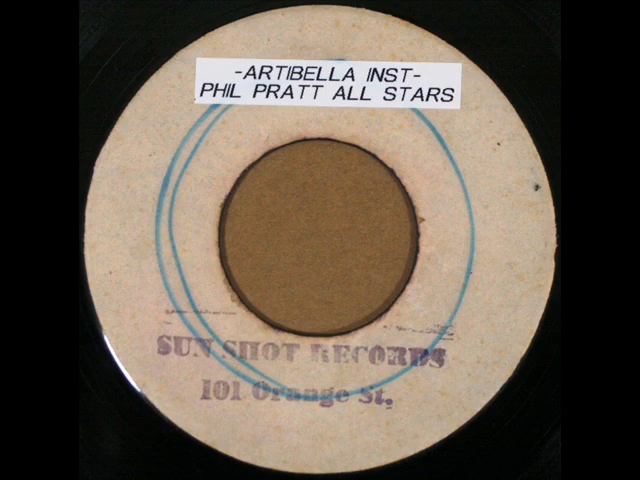 -ARTIBELLA INST-
PHIL PRATT ALL STARS
SUN SHOT RECORDS
101 Orange St.